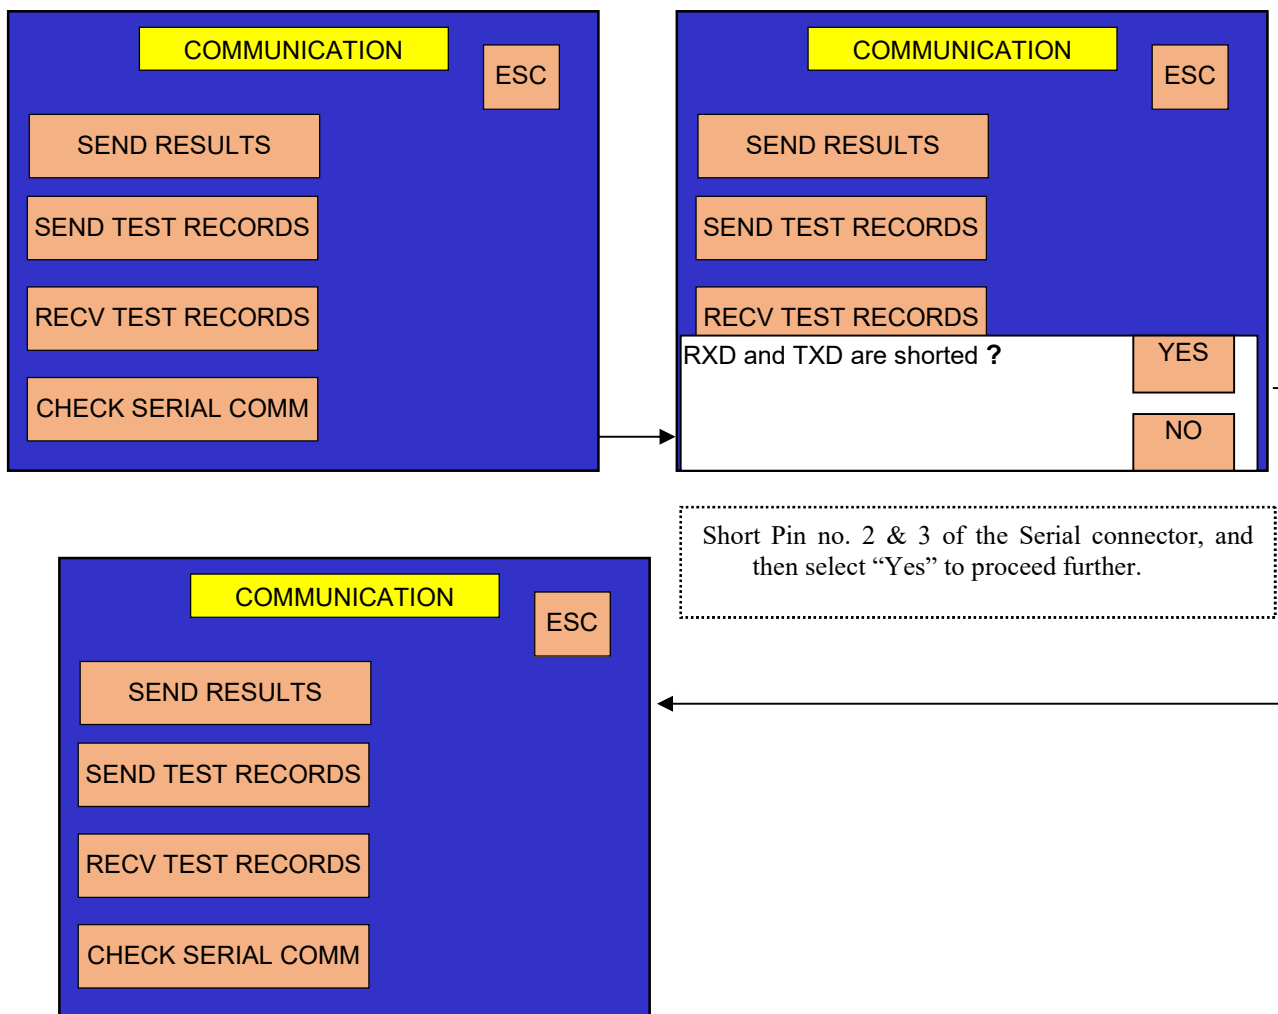 COMMUNICATION
ESC
SEND RESULTS
SEND TEST RECORDS
RECV TEST RECORDS
CHECK SERIAL COMM
COMMUNICATION
ESC
SEND RESULTS
SEND TEST RECORDS
RECV TEST RECORDS
RXD and TXD are shorted ?
YES
NO
Short Pin no. 2 & 3 of the Serial connector, and
then select “Yes” to proceed further.
COMMUNICATION
ESC
SEND RESULTS
SEND TEST RECORDS
RECV TEST RECORDS
CHECK SERIAL COMM